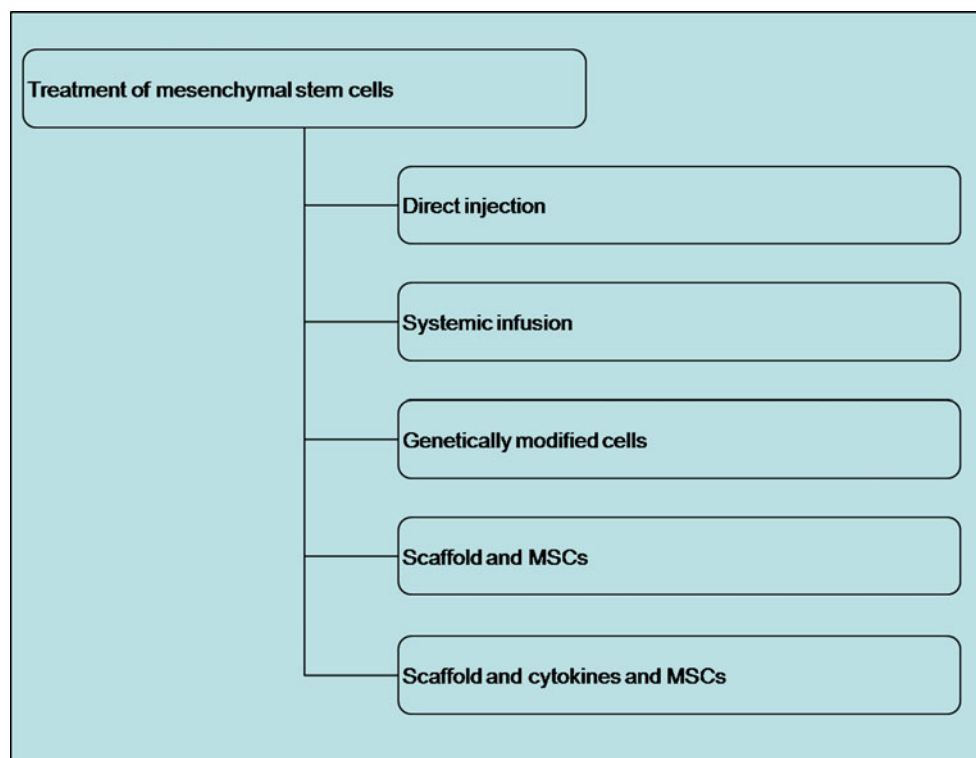 Treatment of mesenchymal stem cells
Direct injection
Systemic infusion
Genetically modified cells
Scaffold and MSCs
Scaffold and cytokines and MSCs